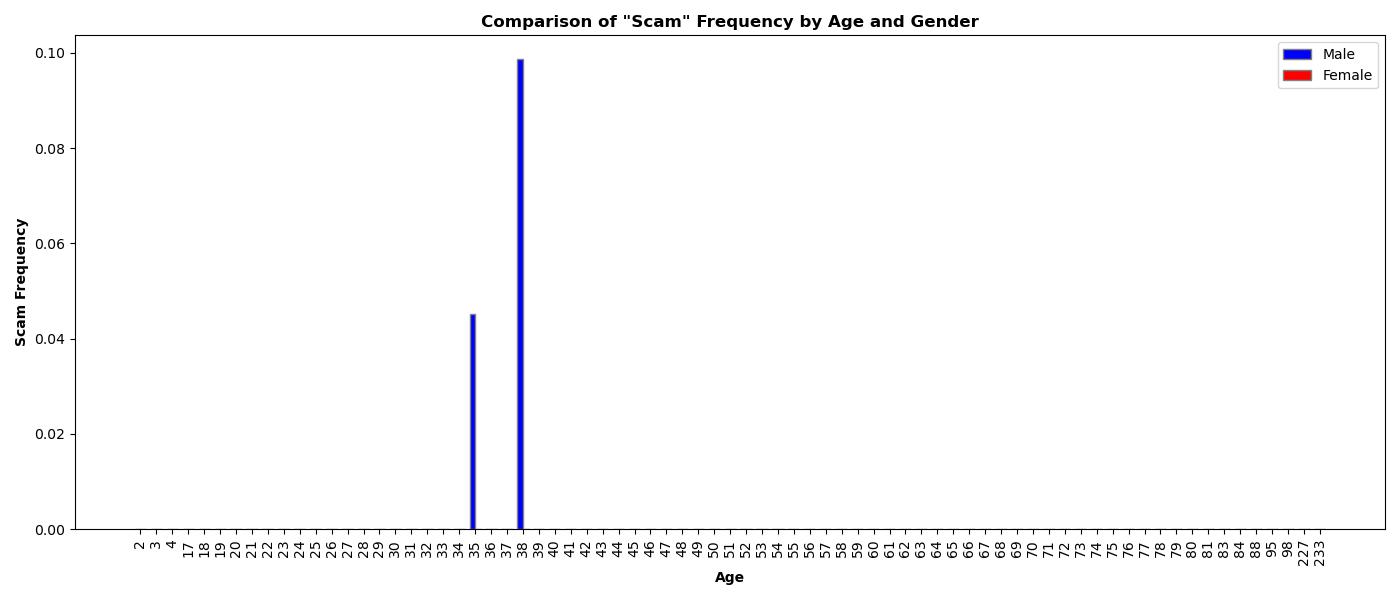 Comparison of "Scam" Frequency by Age and Gender
Male
Female
0.10
0.08
0.06
0.04
0.02
0.00
Scam Frequency
2 3 4 17 18 19 20 21 22 23 24 25 26 27 28 29 30 31 32 33 34 35 36 37 38 39 40 41 42 43 44 45 46 47 48 49 50 51 52 53 54 55 56 57 58 59 60 61 62 63 64 65 66 67 68 69 70 71 72 73 74 75 76 77 78 79 80 81 83 84 88 95 98 227 233
Age